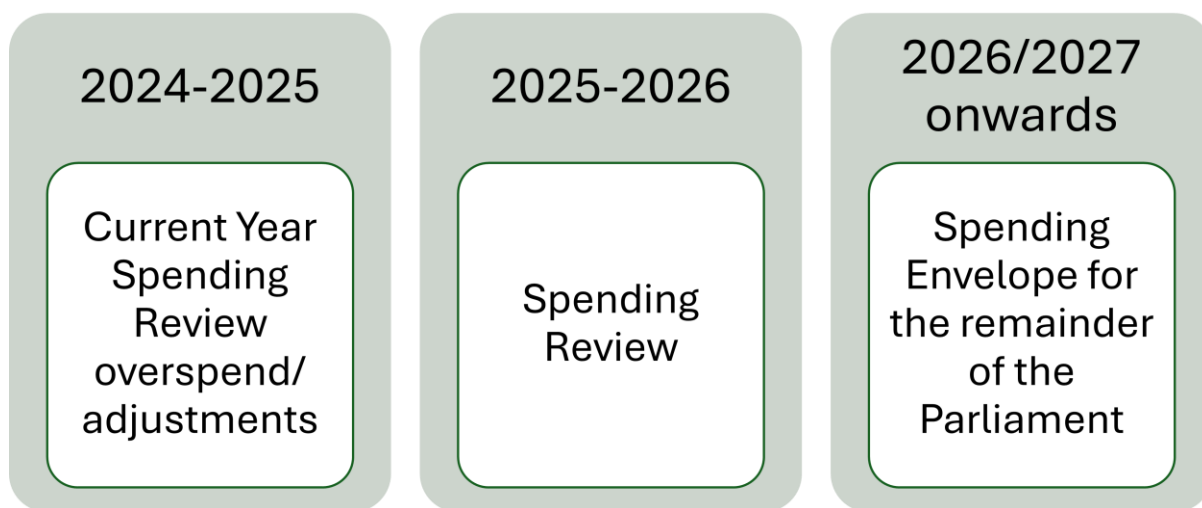 2024-2025
Current Year
Spending
Review
overspend/
adjustments
2025-2026
Spending
Review
2026/2027
onwards
Spending
Envelope for
the remainder
of the
Parliament